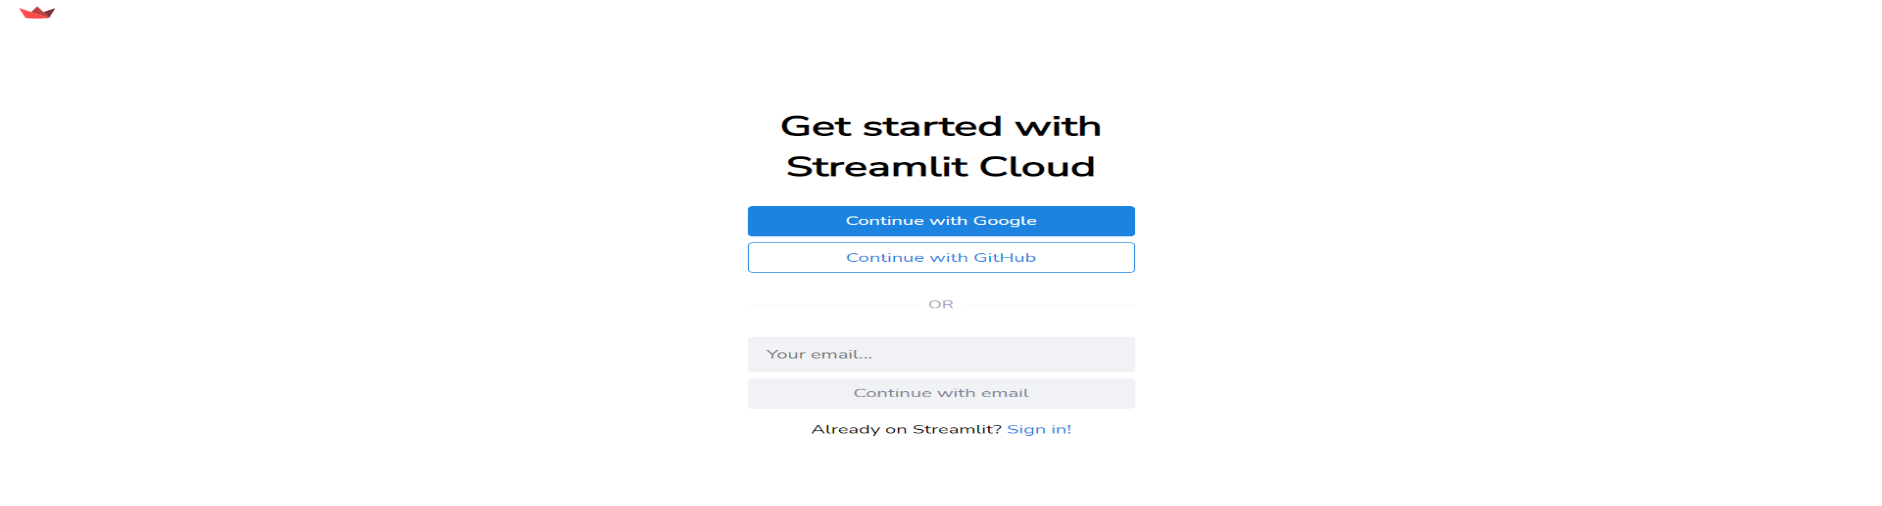 Get started with
Streamlit Cloud
Continue with Google
Continue with GitHub
OR
Your email...
Continue with email
Already on Streamlit? Sign in!